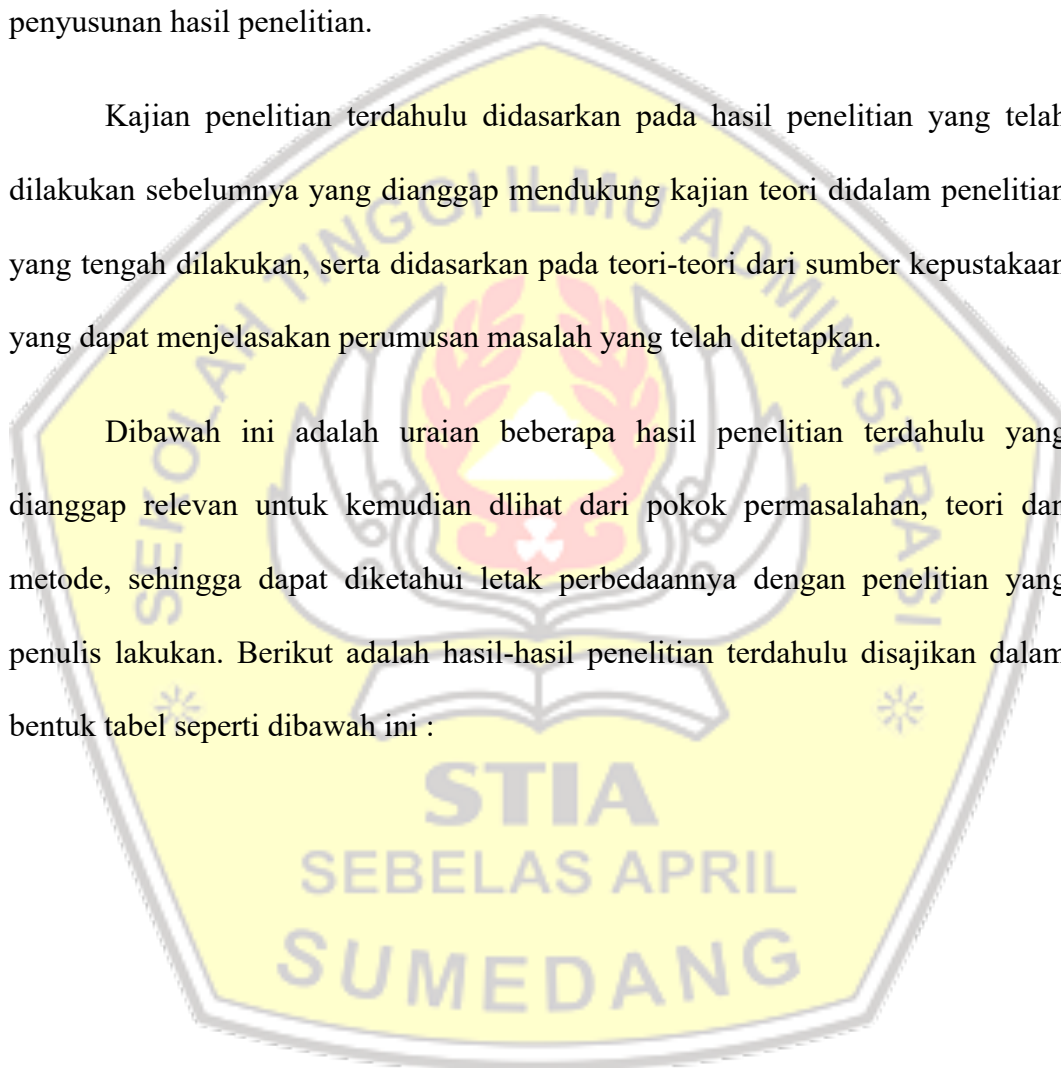 penyusunan hasil penelitian.
Kajian penelitian terdahulu didasarkan pada hasil penelitian yang telah
dilakukan sebelumnya yang dianggap mendukung kajian teori didalam penelitian
yang tengah dilakukan, serta didasarkan pada teori-teori dari sumber kepustakaan
yang dapat menjelasakan perumusan masalah yang telah ditetapkan.
Dibawah ini adalah uraian beberapa hasil penelitian terdahulu yang
dianggap relevan untuk kemudian dlihat dari pokok permasalahan, teori dan
metode, sehingga dapat diketahui letak perbedaannya dengan penelitian yang
penulis lakukan. Berikut adalah hasil-hasil penelitian terdahulu disajikan dalam
bentuk tabel seperti dibawah ini :
SEKOLAH TINGGI ILMU ADMINISTRASI
STIA
SEBELAS APRIL
SUMEDANG